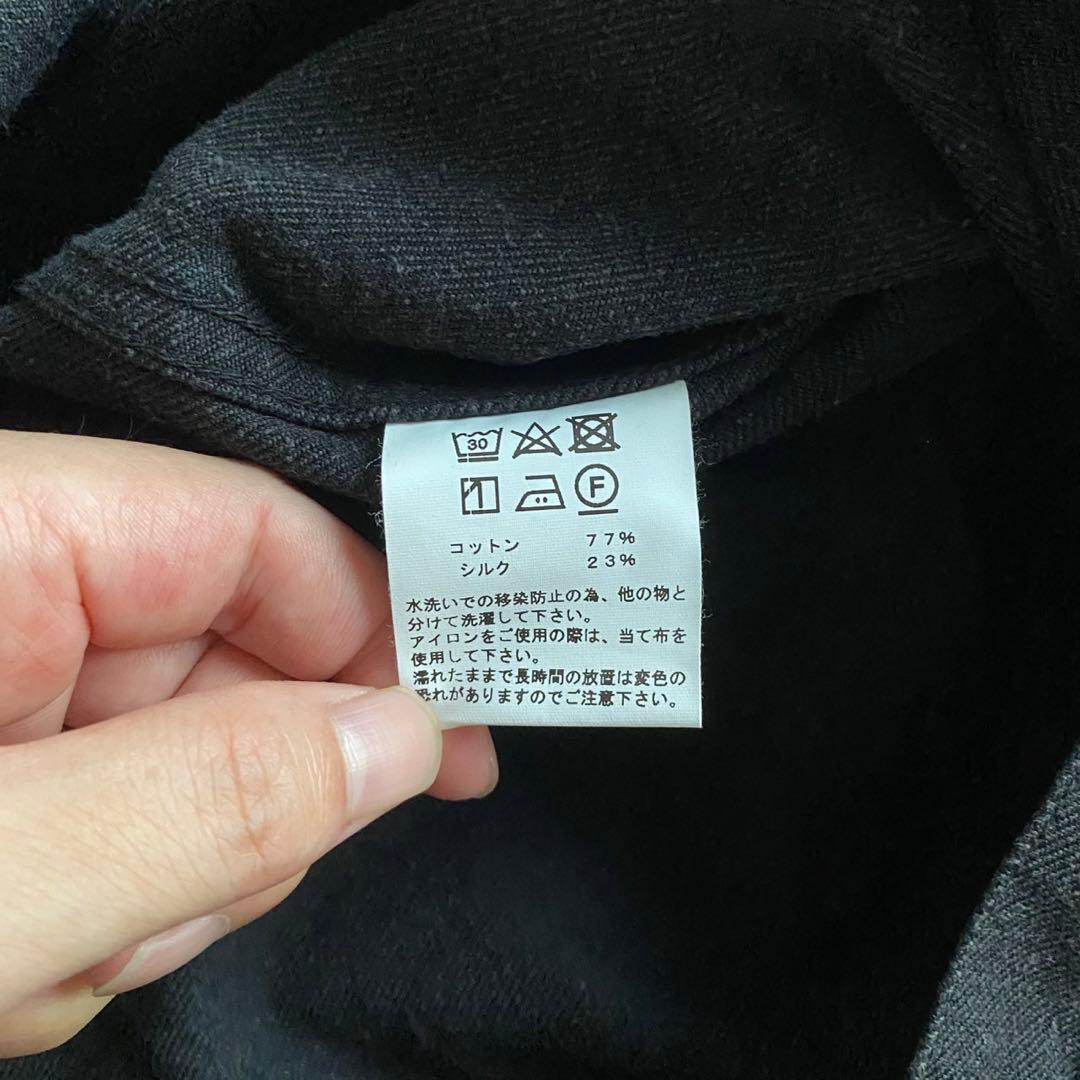 30
F
コットン 77%
シルク 23%
水洗いでの移染防止の為、他の物と
分けて洗濯して下さい。
アイロンをご使用の際は、当て布を
使用して下さい。
濡れたままで長時間の放置は変色の
恐れがありますのでご注意下さい。